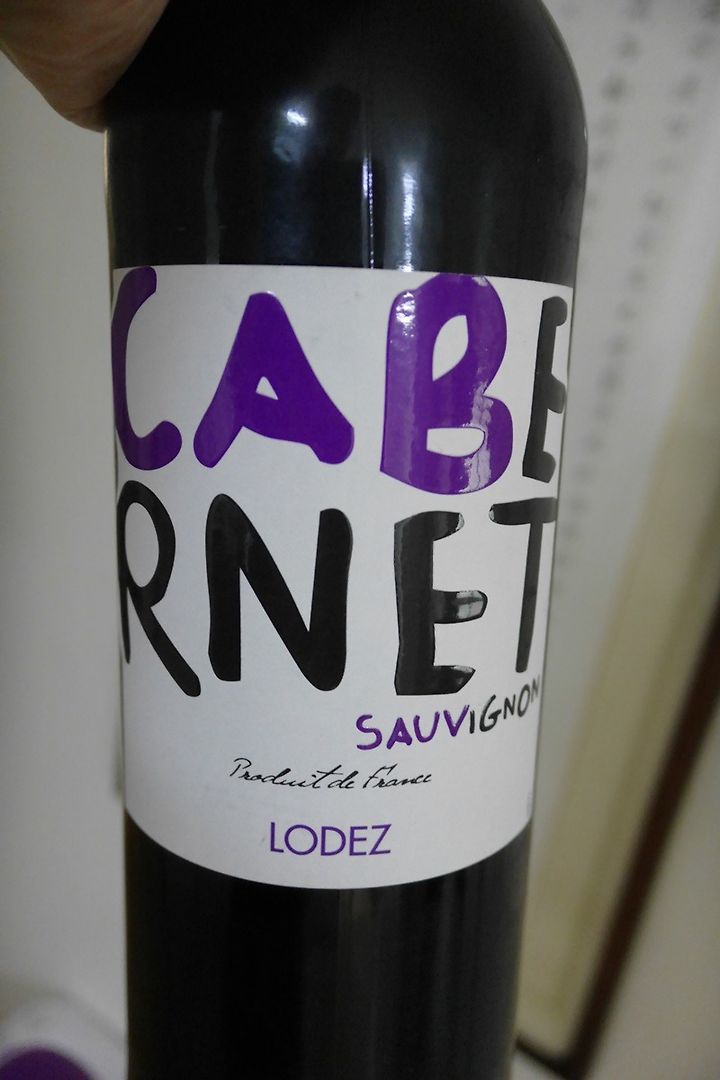 CABE
RNET
SAUViGNON
Produit de France
LODEZ